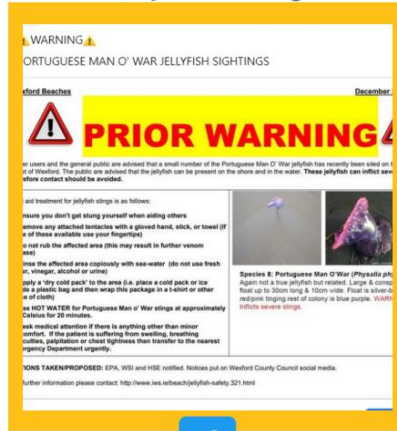 WARNING
ORTUGUESE MAN O' WAR JELLYFISH SIGHTINGS
xford Beaches
December
PRIOR WARNING
er users and the general public are advised that a small number of the Portuguese Man O' War jellyfish has recently been sited on
st of Wexford. The public are advised that the jellyfish can be present on the shore and in the water. These jellyfish can inflict sev
efore contact should be avoided.
aid treatment for jellyfish stings is as follows:
nsure you don't get stung yourself when aiding others
emove any attached tentacles with a gloved hand, stick, or towel (if
e of these available use your fingertips)
o not rub the affected area (this may result in further venom
ase)
inse the affected area copiously with sea-water (do not use fresh
er, vinegar, alcohol or urine)
pply a 'dry cold pack' to the area (i.e. place a cold pack or ice
de a plastic bag and then wrap this package in a t-shirt or other
e of cloth)
se HOT WATER for Portuguese Man o' War stings at approximately
Celsius for 20 minutes.
eek medical attention if there is anything other than minor
omfort. If the patient is suffering from swelling, breathing
culties, palpitation or chest tightness then transfer to the nearest
ergency Department urgently.
Species 8: Portuguese Man O'War (Physalia ph
Again not a true jellyfish but related. Large & consp
float up to 30cm long & 10cm wide. Float is silver-b
red/pink tinging,rest of colony is blue purple. WARN
Inflicts severe stings.
IONS TAKEN/PROPOSED: EPA, WSI and HSE notified. Notices put on Wexford County Council social media.
urther information please contact: http://www.iws.ie/beach/jellyfish-safety.321.html